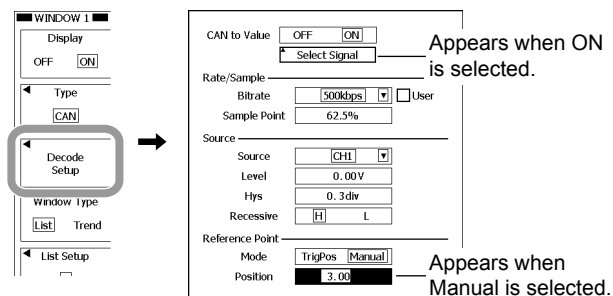 WINDOW 1
Display
OFF ON
Type
CAN
Decode
Setup
Window Type
List Trend
List Setup
CAN to Value OFF ON
Select Signal
Appears when ON
is selected.
Rate/Sample
Bitrate 500kbps User
Sample Point 62.5%
Source
Source CH1
Level 0.00V
Hys 0.3div
Recessive H L
Reference Point
Mode TrigPos Manual
Position 3.00
Appears when
Manual is selected.